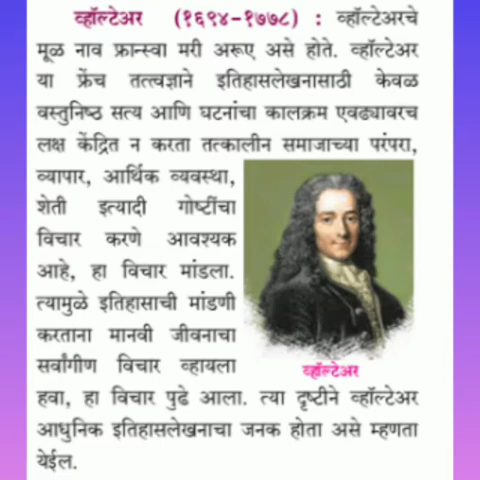 व्हॉल्टेअर (१६९४-१७७८) : व्हॉल्टेअरचे
मूळ नाव फ्रान्स्वा मरी अरूए असे होते. व्हॉल्टेअर
या फ्रेंच तत्त्वज्ञाने इतिहासलेखनासाठी केवळ
वस्तुनिष्ठ सत्य आणि घटनांचा कालक्रम एवढ्यावरच
लक्ष केंद्रित न करता तत्कालीन समाजाच्या परंपरा,
व्यापार, आर्थिक व्यवस्था,
शेती इत्यादी गोष्टींचा
विचार करणे आवश्यक
आहे, हा विचार मांडला.
त्यामुळे इतिहासाची मांडणी
करताना मानवी जीवनाचा
सर्वांगीण विचार व्हायला
व्हॉल्टेअर
हवा, हा विचार पुढे आला. त्या दृष्टीने व्हॉल्टेअर
आधुनिक इतिहासलेखनाचा जनक होता असे म्हणता
येईल.